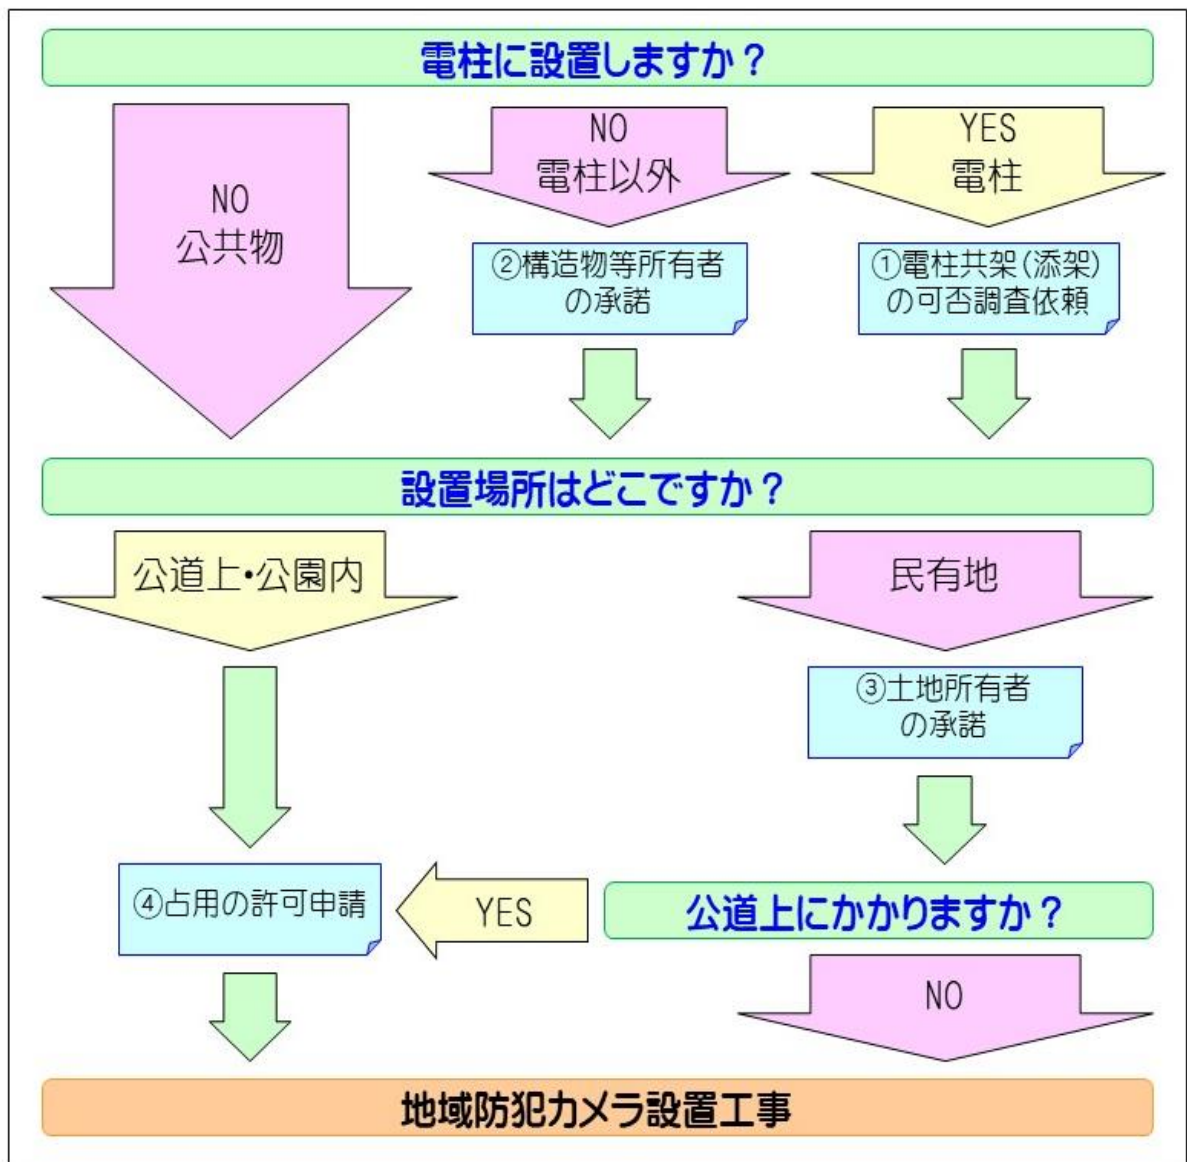 電柱に設置しますか？
NO
公共物
NO
電柱以外
YES
電柱
②構造物等所有者
の承諾
①電柱共架(添架)
の可否調査依頼
設置場所はどこですか？
公道上・公園内
民有地
③土地所有者
の承諾
④占用の許可申請
YES
公道上にかかりますか？
NO
地域防犯カメラ設置工事